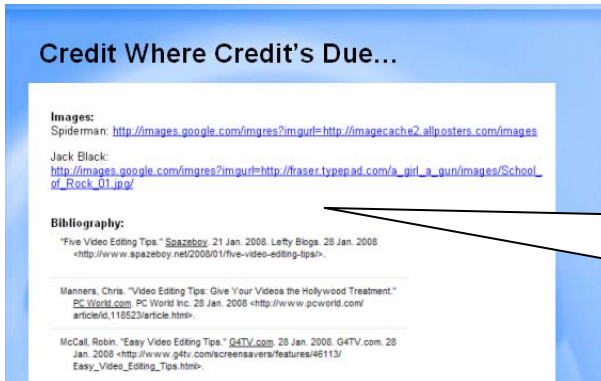 Credit Where Credit's Due...
Images:
Spiderman: http://images.google.com/imgres?imgurl=http://imagecache2.allposters.com/images
Jack Black:
http://images.google.com/imgres?imgurl=http://fraser.typepad.com/a_girl_a_gun/images/School_
of_Rock_01.jpg/
Bibliography:
"Five Video Editing Tips." Spazeboy. 21 Jan. 2008. Lefty Blogs. 28 Jan. 2008
<http://www.spazeboy.net/2008/01/five-video-editing-tips/>.
Manners, Chris. "Video Editing Tips: Give Your Videos the Hollywood Treatment."
PC World.com. PC World Inc. 28 Jan. 2008 <http://www.pcworld.com/
article/id,118523/article.html>.
McCall, Robin. "Easy Video Editing Tips." G4TV.com. 28 Jan. 2008. G4TV.com. 28
Jan. 2008 <http://www.g4tv.com/screensavers/features/46113/
Easy_Video_Editing_Tips.html>.